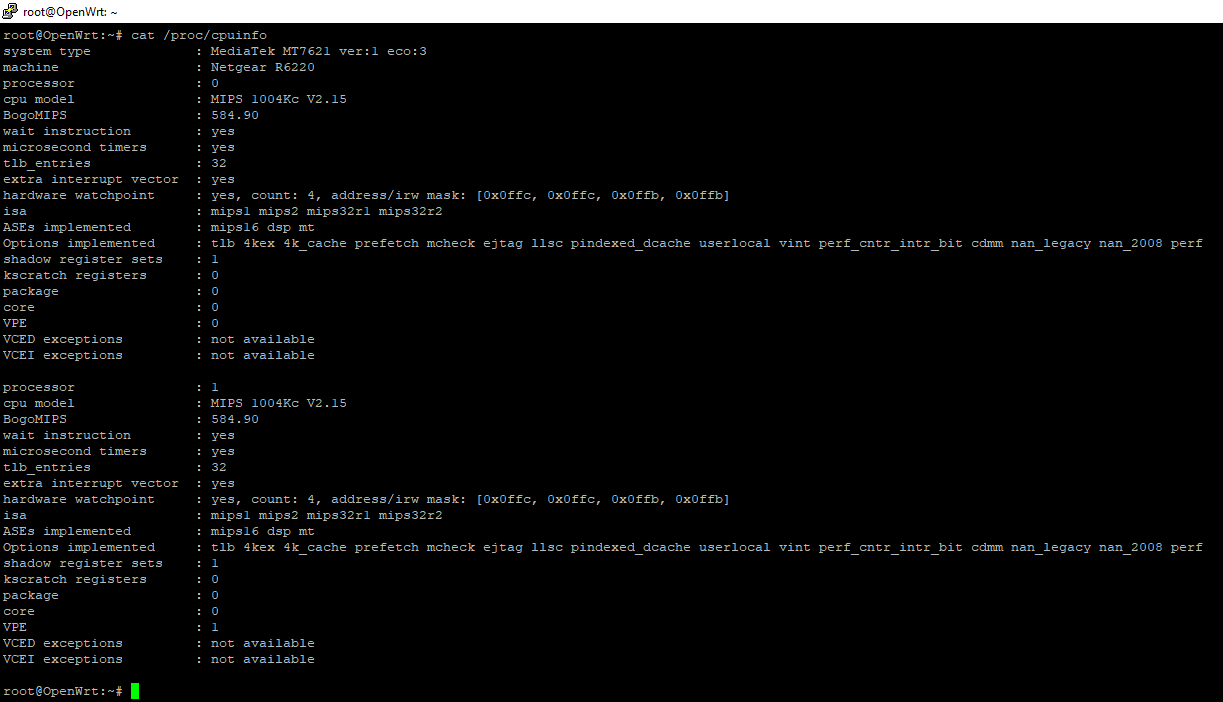 root@OpenWrt: ~
root@OpenWrt:~# cat /proc/cpuinfo
system type : MediaTek MT7621 ver:1 eco:3
machine : Netgear R6220
processor : 0
cpu model : MIPS 1004Kc V2.15
BogoMIPS : 584.90
wait instruction : yes
microsecond timers : yes
tlb_entries : 32
extra interrupt vector : yes
hardware watchpoint : yes, count: 4, address/irw mask: [0x0ffc, 0x0ffc, 0x0ffb, 0x0ffb]
isa : mips1 mips2 mips32r1 mips32r2
ASEs implemented : mips16 dsp mt
Options implemented : tlb 4kex 4k_cache prefetch mcheck ejtag llsc pindexed_dcache userlocal vint perf_cntr_intr_bit cdmm nan_legacy nan_2008 perf
shadow register sets : 1
kscratch registers : 0
package : 0
core : 0
VPE : 0
VCED exceptions : not available
VCEI exceptions : not available
processor : 1
cpu model : MIPS 1004Kc V2.15
BogoMIPS : 584.90
wait instruction : yes
microsecond timers : yes
tlb_entries : 32
extra interrupt vector : yes
hardware watchpoint : yes, count: 4, address/irw mask: [0x0ffc, 0x0ffc, 0x0ffb, 0x0ffb]
isa : mips1 mips2 mips32r1 mips32r2
ASEs implemented : mips16 dsp mt
Options implemented : tlb 4kex 4k_cache prefetch mcheck ejtag llsc pindexed_dcache userlocal vint perf_cntr_intr_bit cdmm nan_legacy nan_2008 perf
shadow register sets : 1
kscratch registers : 0
package : 0
core : 0
VPE : 1
VCED exceptions : not available
VCEI exceptions : not available
root@OpenWrt:~#